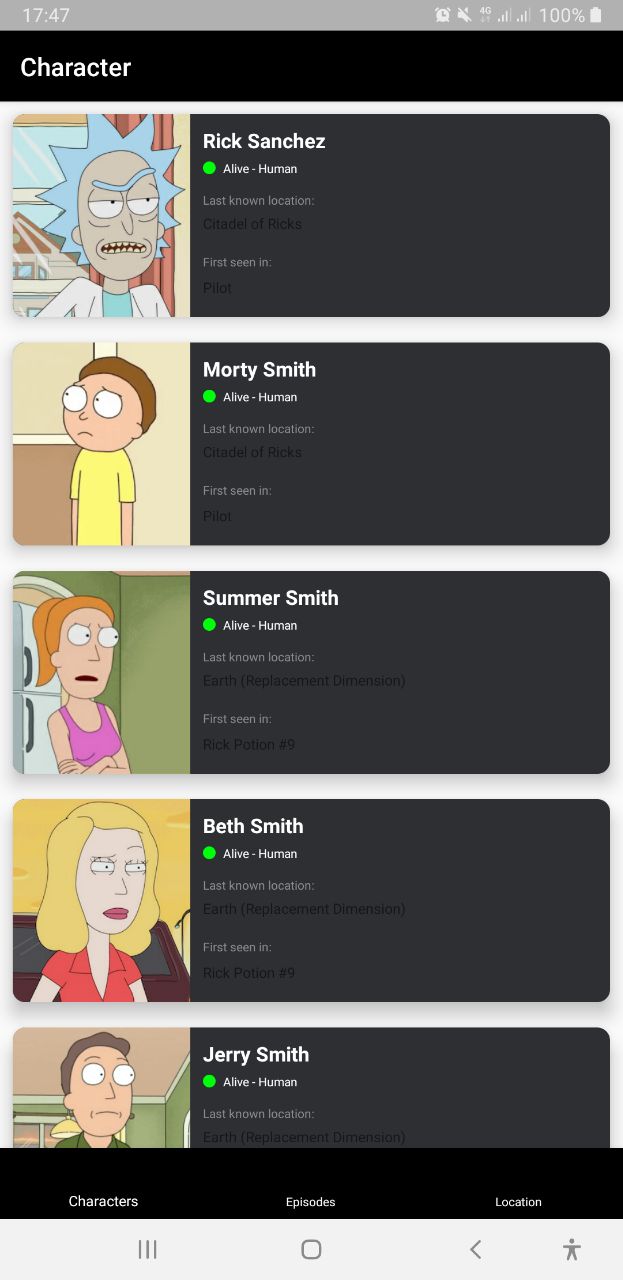 17:47
4G
100%
Character
Rick Sanchez
Alive - Human
Last known location:
Citadel of Ricks
First seen in:
Pilot
Morty Smith
Alive - Human
Last known location:
Citadel of Ricks
First seen in:
Pilot
Summer Smith
Alive - Human
Last known location:
Earth (Replacement Dimension)
First seen in:
Rick Potion #9
Beth Smith
Alive - Human
Last known location:
Earth (Replacement Dimension)
First seen in:
Rick Potion #9
Jerry Smith
Alive - Human
Last known location:
Earth (Replacement Dimension)
Characters
Episodes
Location